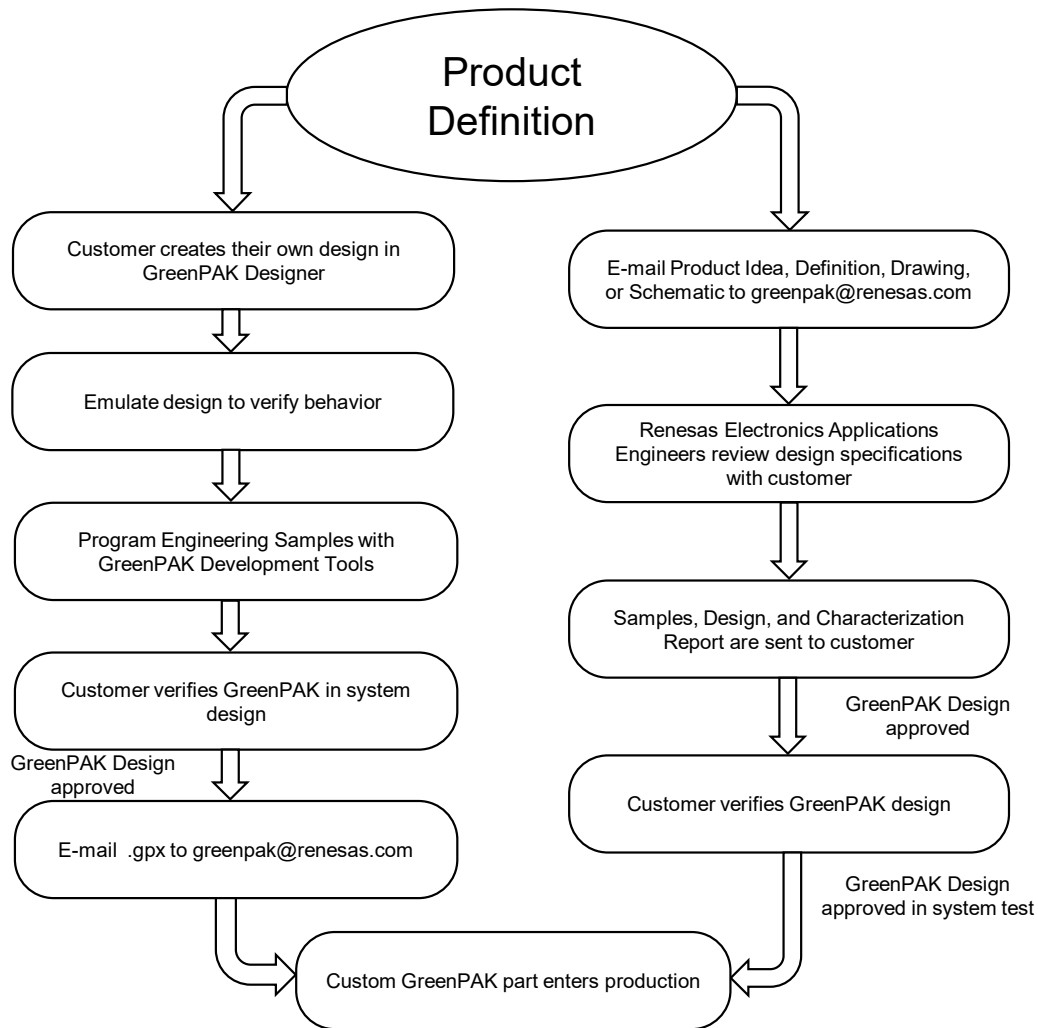 Product
Definition
Customer creates their own design in
GreenPAK Designer
Emulate design to verify behavior
Program Engineering Samples with
GreenPAK Development Tools
Customer verifies GreenPAK in system
design
GreenPAK Design
approved
E-mail .gpx to greenpak@renesas.com
E-mail Product Idea, Definition, Drawing,
or Schematic to greenpak@renesas.com
Renesas Electronics Applications
Engineers review design specifications
with customer
Samples, Design, and Characterization
Report are sent to customer
GreenPAK Design
approved
Customer verifies GreenPAK design
GreenPAK Design
approved in system test
Custom GreenPAK part enters production